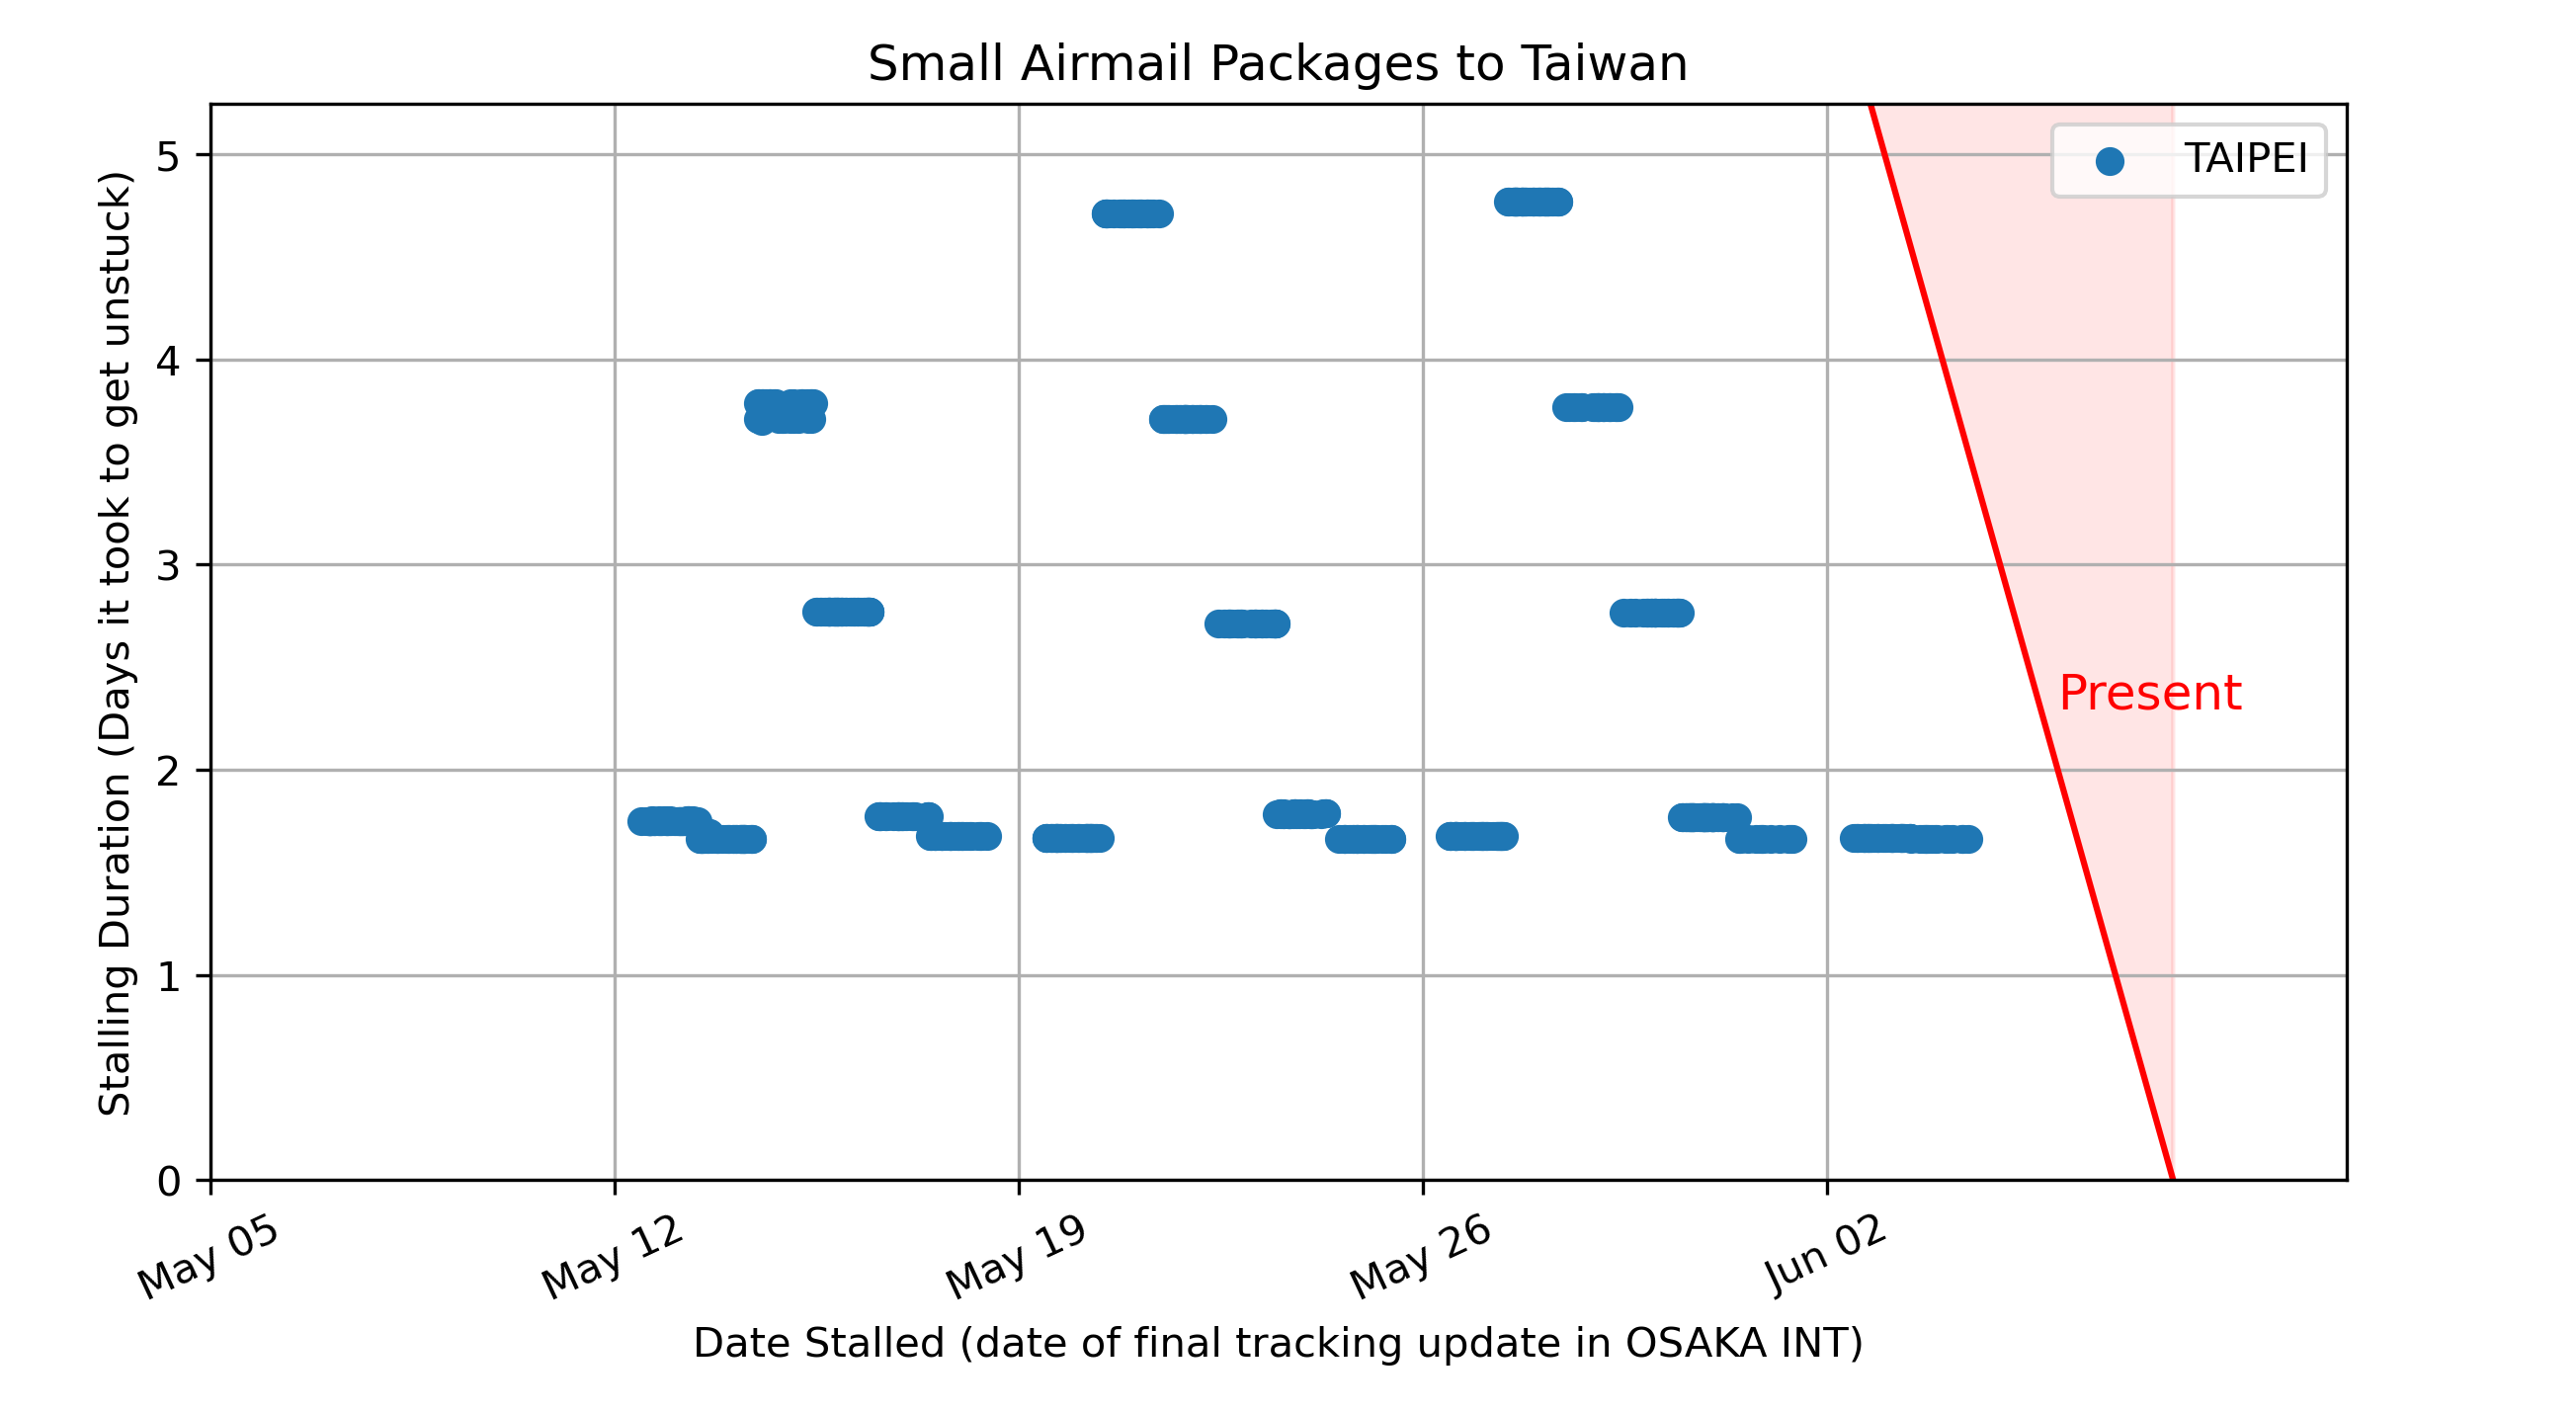 Small Airmail Packages to Taiwan
TAIPEI
Stalling Duration (Days it took to get unstuck)
5
4
3
2
1
0
Present
May 05
May 12
May 19
May 26
Jun 02
Date Stalled (date of final tracking update in OSAKA INT)